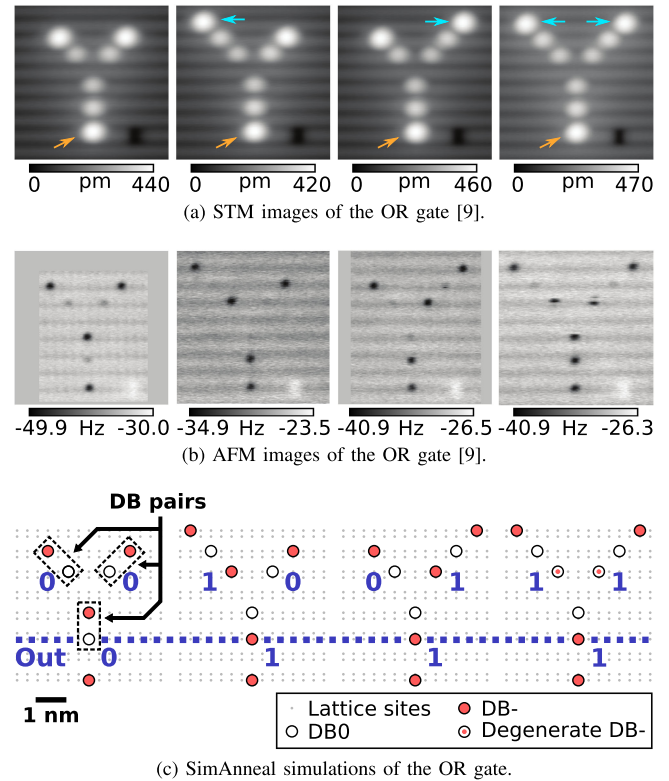 0 pm 440 0 pm 420 0 pm 460 0 pm 470
(a) STM images of the OR gate [9].
-49.9 Hz -30.0 -34.9 Hz -23.5 -40.9 Hz -26.5 -40.9 Hz -26.3
(b) AFM images of the OR gate [9].
DB pairs
0 0 1 0 0 1 1 1
Out 0 1 1 1
1 nm
Lattice sites DB-
DB0 Degenerate DB-
(c) SimAnneal simulations of the OR gate.